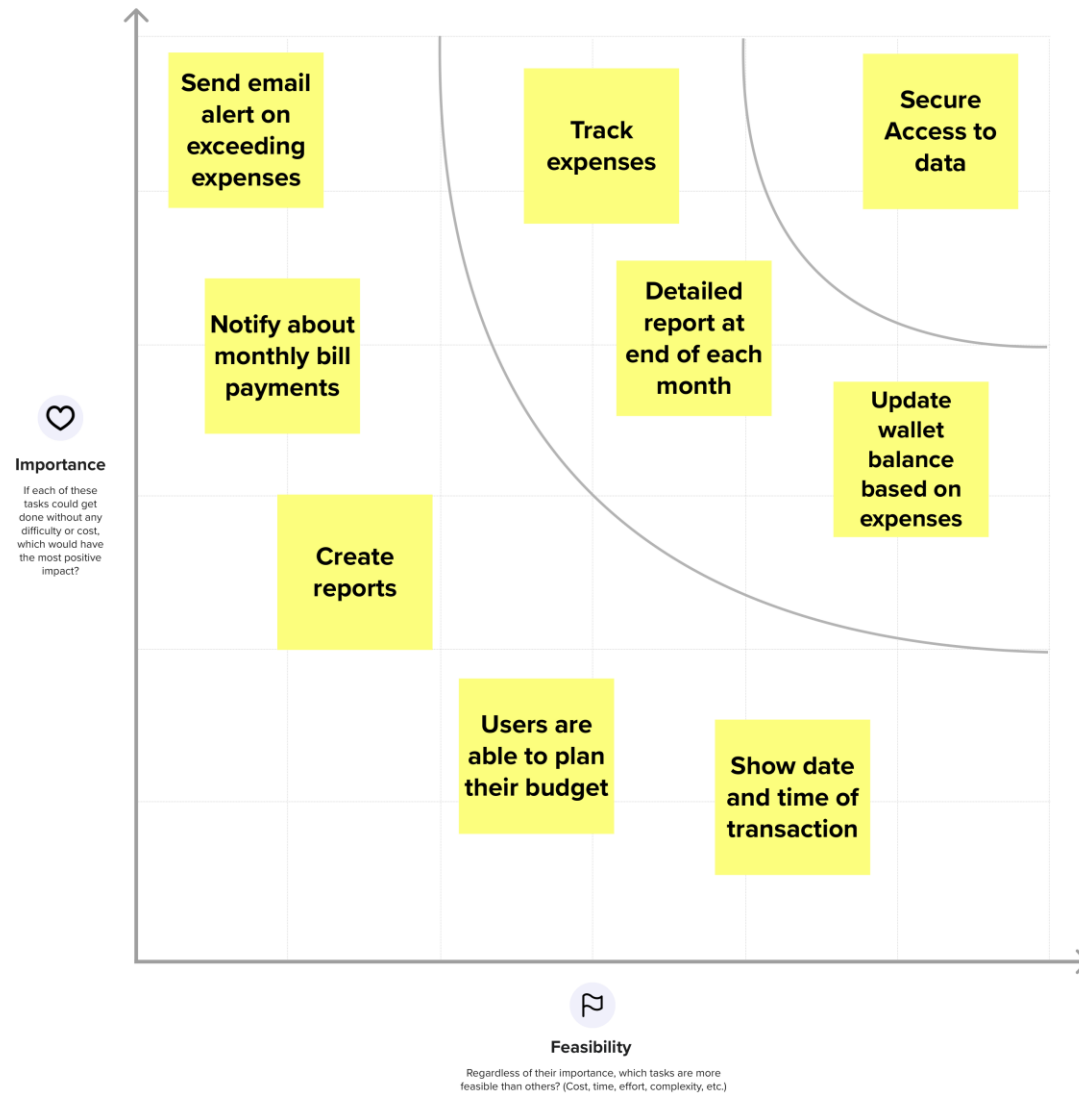 Send email
alert on
exceeding
expenses
Track
expenses
Secure
Access to
data
Notify about
monthly bill
payments
Detailed
report at
end of each
month
Update
wallet
balance
based on
expenses
Importance
If each of these
tasks could get
done without any
difficulty or cost,
which would have
the most positive
impact?
Create
reports
Users are
able to plan
their budget
Show date
and time of
transaction
Feasibility
Regardless of their importance, which tasks are more
feasible than others? (Cost, time, effort, complexity, etc.)